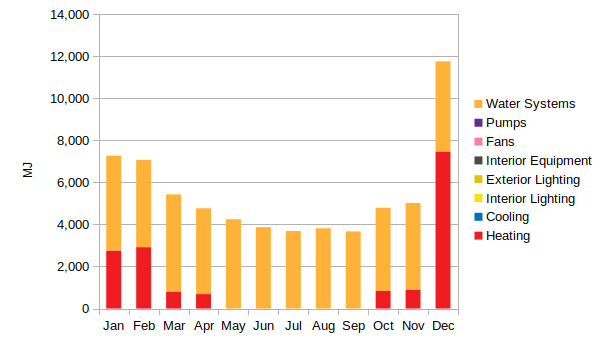 14,000
12,000
10,000
8,000
6,000
4,000
2,000
0
MJ
Jan Feb Mar Apr May Jun Jul Aug Sep Oct Nov Dec
Water Systems
Pumps
Fans
Interior Equipment
Exterior Lighting
Interior Lighting
Cooling
Heating